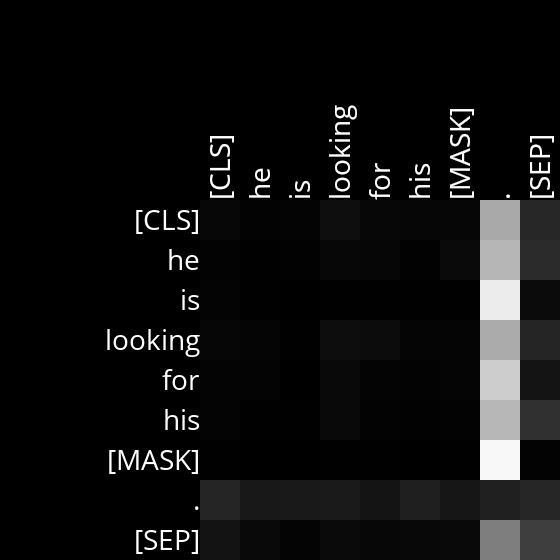 [CLS] he is looking for his [MASK] . [SEP]
[CLS]
he
is
looking
for
his
[MASK]
.
[SEP]